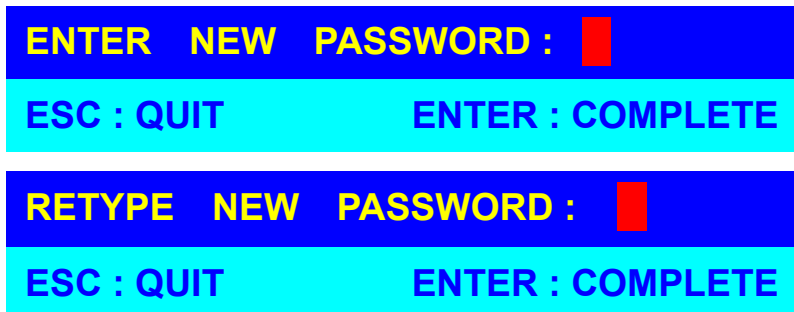 ENTER NEW PASSWORD :
ESC : QUIT ENTER : COMPLETE
RETYPE NEW PASSWORD :
ESC : QUIT ENTER : COMPLETE